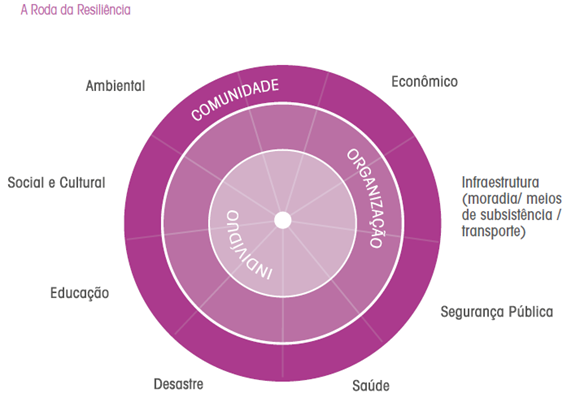 A Roda da Resiliência
Ambiental
COMUNIDADE
Econômico
Social e Cultural
ORGANIZAÇÃO
Infraestrutura
(moradia/ meios
de subsistência /
transporte)
INDIVÍDUO
Educação
Segurança Pública
Desastre
Saúde